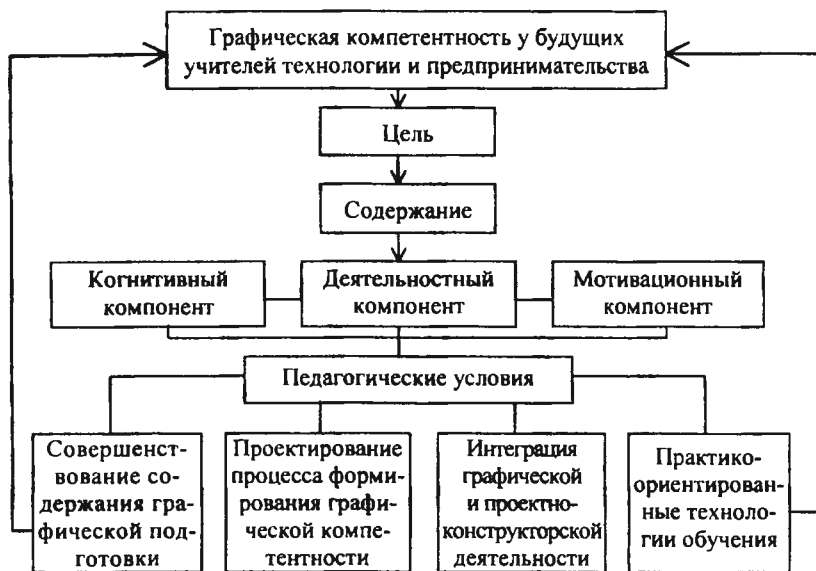 Графическая компетентность у будущих
учителей технологии и предпринимательства
Цель
Содержание
Когнитивный
компонент
Деятельностный
компонент
Мотивационный
компонент
Педагогические условия
Совершенст-
вование со-
держания гра-
фической под-
готовки
Проектирование
процесса форми-
рования графи-
ческой компе-
тентности
Интеграция
графической
и проектно-
конструкторской
деятельности
Практико-
ориентирован-
ные техноло-
гии обучения